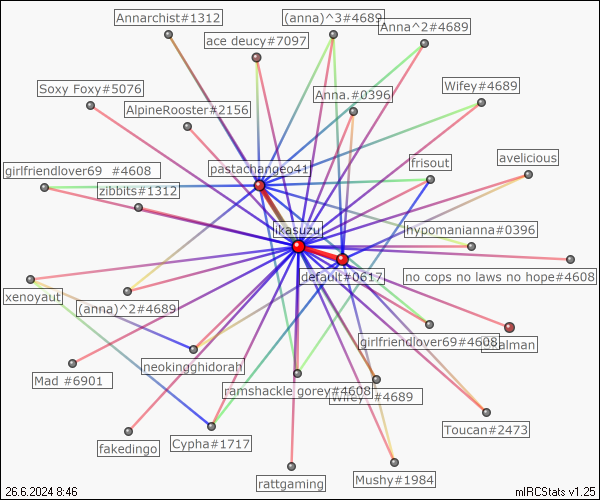 Annarchist#1312
(anna)^3#4689
Anna^2#4689
ace deucy#7097
Soxy Foxy#5076
AlpineRooster#2156
Anna.#0396
Wifey#4689
girlfriendlover69 #4608
pastachangeo41
frisout
avelicious
zibbits#1312
ikasuzu
hypomanianna#0396
default#0617
no cops no laws no hope#4608
xenoyaut
(anna)^2#4689
girlfriendlover69#4608
neokingghidorah
Mad #6901
ramshackle gorey#4608
#4689
Toucan#2473
fakedingo
Cypha#1717
rattgaming
Mushy#1984
26.6.2024 8:46
mIRCStats v1.25